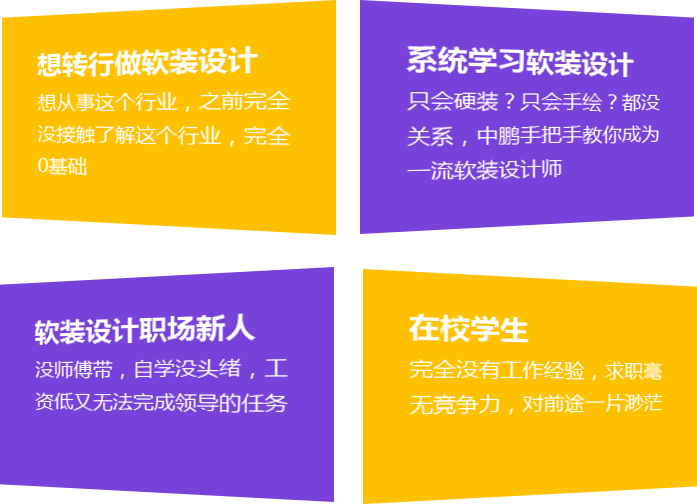 想转行做软装设计
想从事这个行业，之前完全
没接触了解这个行业，完全
0基础
系统学习软装设计
只会硬装？只会手绘？都没
关系，中鹏手把手教你成为
一流软装设计师
软装设计职场新人
没师傅带，自学没头绪，工
资低又无法完成领导的任务
在校学生
完全没有工作经验，求职毫
无竞争力，对前途一片渺茫